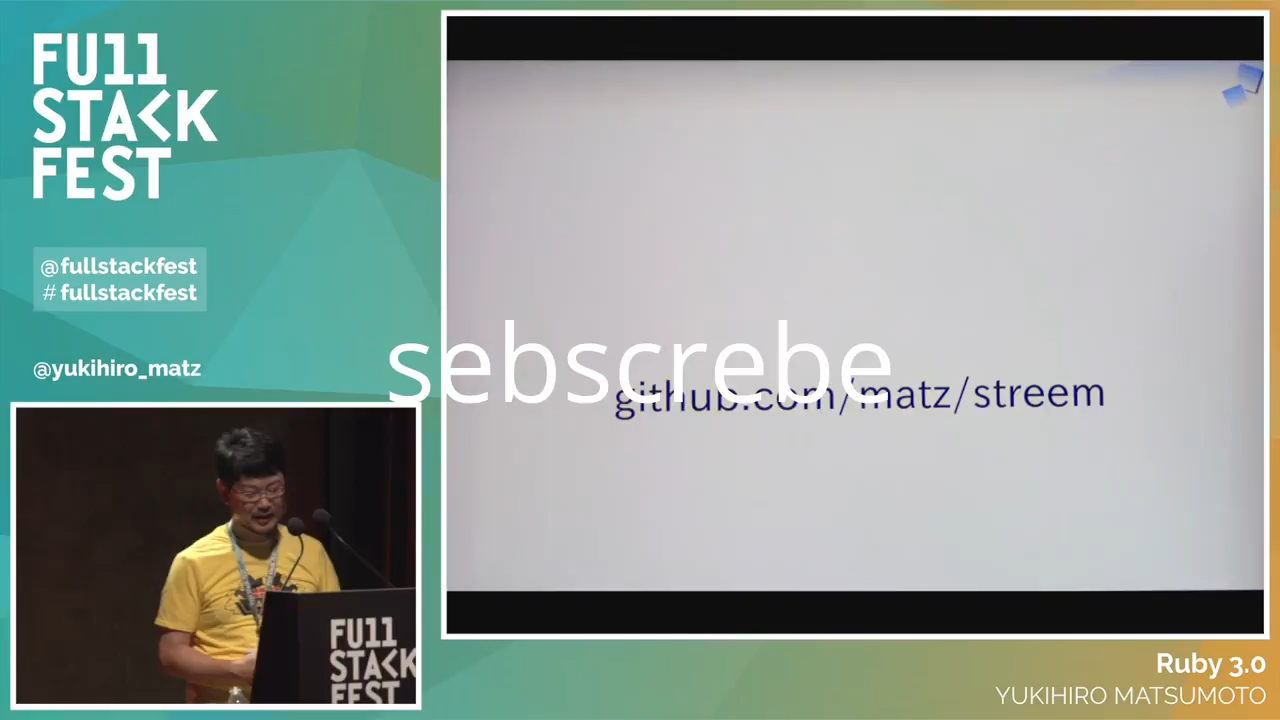 FU11
STACK
FEST
@fullstackfest
# fullstackfest
@yukihiro_matz
sebscrebe
github.com/matz/streem
FU11
STACK
FEST
Ruby 3.0
YUKIHIRO MATSUMOTO